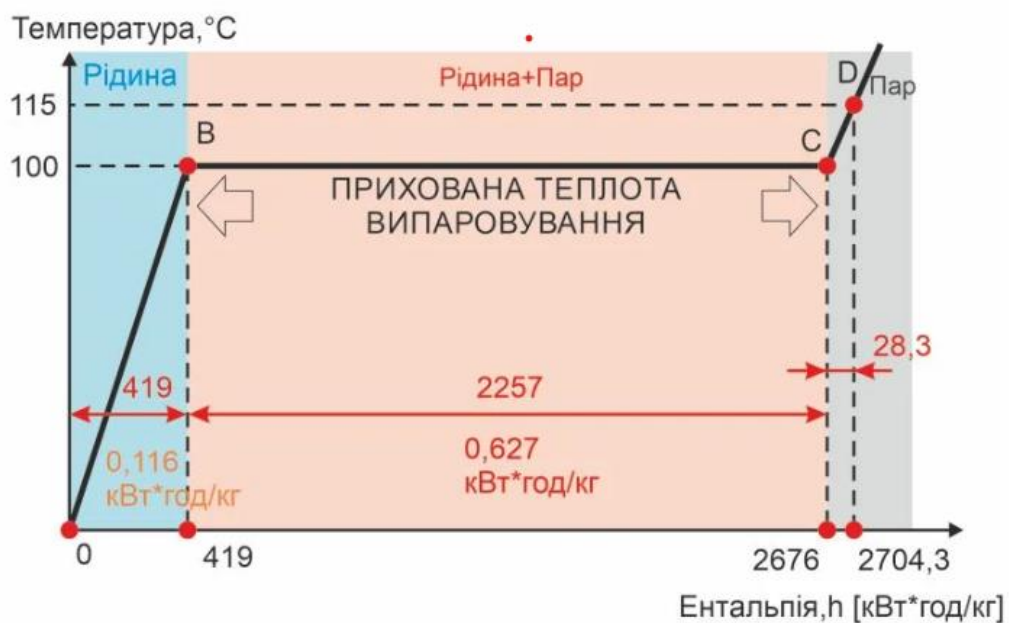 Температура,°C
Рідина
Рідина+Пар
D
Пар
115
B
C
100
ПРИХОВАНА ТЕПЛОТА
ВИПАРОВУВАННЯ
28,3
419
2257
0,116
кВт*год/кг
0,627
кВт*год/кг
0
419
2676
2704,3
Ентальпія,h [кВт*год/кг]